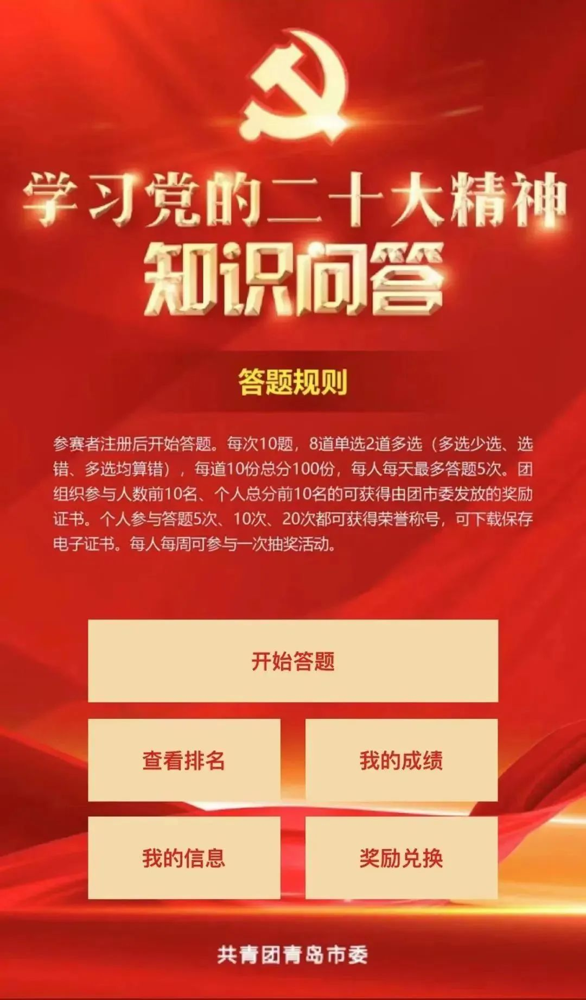 学习党的二十大精神
知识问答
答题规则
参赛者注册后开始答题。每次10题，8道单选2道多选（多选少选、选
错、多选均算错），每道10份总分100份，每人每天最多答题5次。团
组织参与人数前10名、个人总分前10名的可获得由团市委发放的奖励
证书。个人参与答题5次、10次、20次都可获得荣誉称号，可下载保存
电子证书。每人每周可参与一次抽奖活动。
开始答题
查看排名 我的成绩
我的信息 奖励兑换
共青团青岛市委